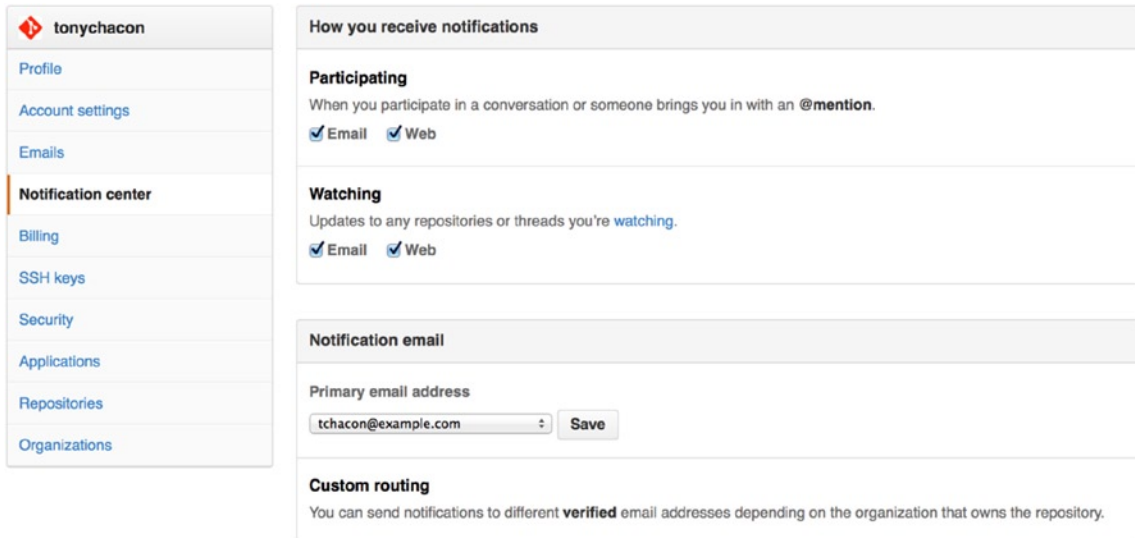 tonychacon
Profile
Account settings
Emails
Notification center
Billing
SSH keys
Security
Applications
Repositories
Organizations
How you receive notifications
Participating
When you participate in a conversation or someone brings you in with an @mention.
Email Web
Watching
Updates to any repositories or threads you're watching.
Email Web
Notification email
Primary email address
tchacon@example.com Save
Custom routing
You can send notifications to different verified email addresses depending on the organization that owns the repository.